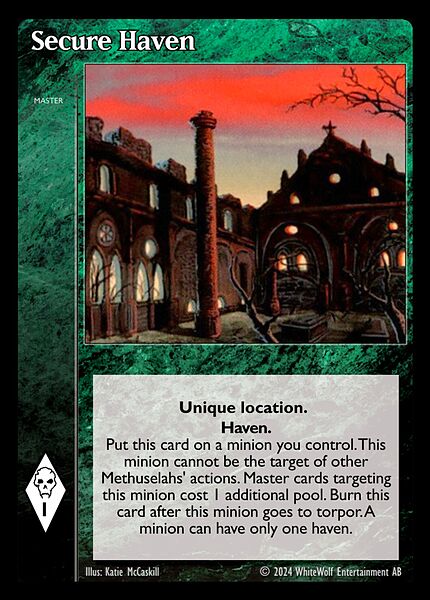 Secure Haven
MASTER
Unique location.
Haven.
Put this card on a minion you control.This
minion cannot be the target of other
Methuselahs' actions. Master cards targeting
this minion cost 1 additional pool. Burn this
card after this minion goes to torpor.A
minion can have only one haven.
1
Illus: Katie McCaskill
© 2024 WhiteWolf Entertainment AB